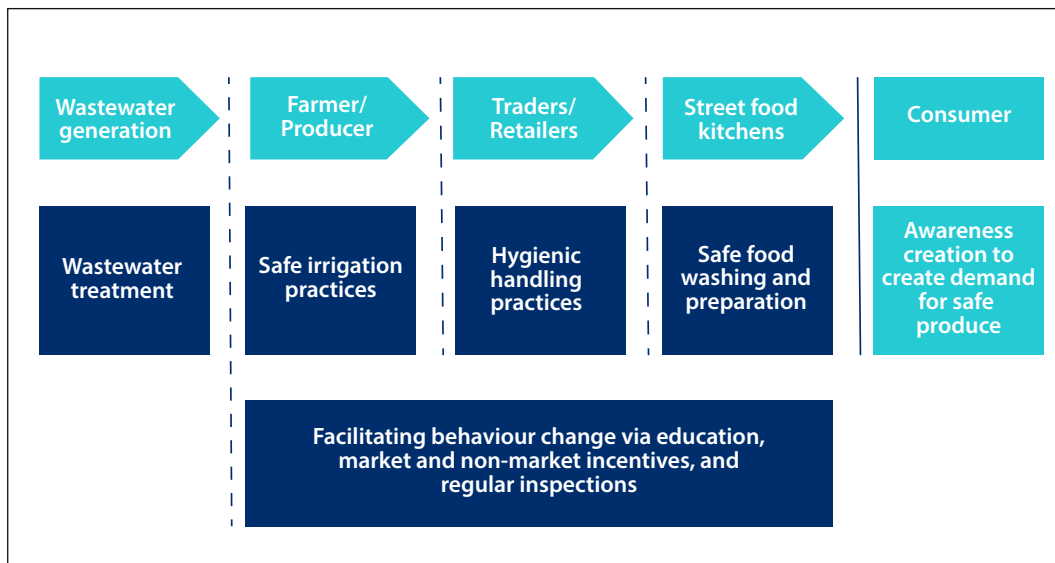 Wastewater
generation
Farmer/
Producer
Traders/
Retailers
Street food
kitchens
Consumer
Wastewater
treatment
Safe irrigation
practices
Hygienic
handling
practices
Safe food
washing and
preparation
Awareness
creation to
create demand
for safe
produce
Facilitating behaviour change via education,
market and non-market incentives, and
regular inspections